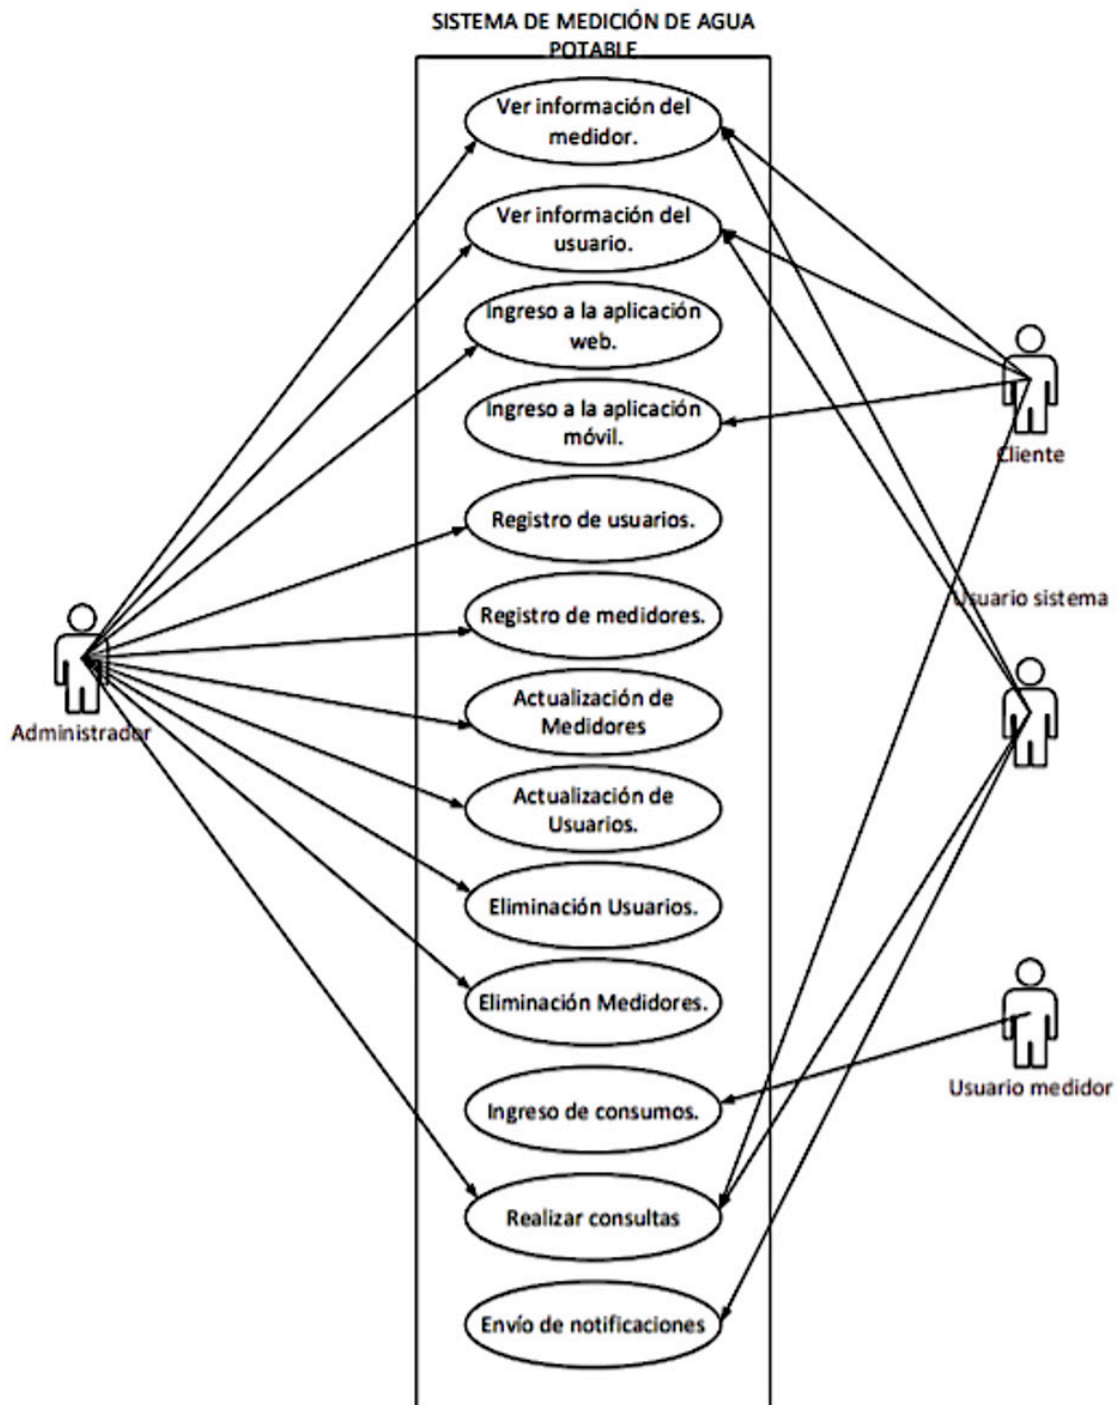 SISTEMA DE MEDICIÓN DE AGUA
POTABLE
Ver información del
medidor.
Ver información del
usuario.
Ingreso a la aplicación
web.
Ingreso a la aplicación
móvil.
Cliente
Registro de usuarios.
Usuario sistema
Registro de medidores.
Administrador
Actualización de
Medidores
Actualización de
Usuarios.
Eliminación Usuarios.
Eliminación Medidores.
Usuario medidor
Ingreso de consumos.
Realizar consultas
Envío de notificaciones